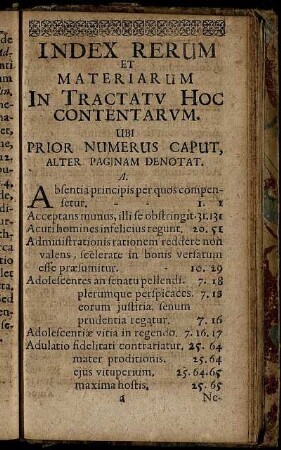 INDEX RERUM
ET
MATERIARUM
IN TRACTATV HOC
CONTENTARVM.
UBI
PRIOR NUMERUS CAPUT,
ALTER PAGINAM DENOTAT.
A.
Absentia principis per quos compen-
setur. - - 1. 1
Acceptans munus, illi se obstringit. 31. 131
Acuti homines infelicius regunt. 20. 51
Administrationis rationem reddere non
valens, scelerate in bonis versatum
esse præsumitur. - 10. 29
Adolescentes an senatu pellendi. 7. 18
plerumque perspicaces. 7. 18
eorum justitia, senum
prudentia regatur. 7. 16
Adolescentiæ vitia in regendo. 7. 16. 17
Adulatio fidelitati contrariatur. 25. 64
mater proditionis. 25. 64
ejus vituperium. 25. 64. 65
maxima hostis. 25. 65
a Ne-